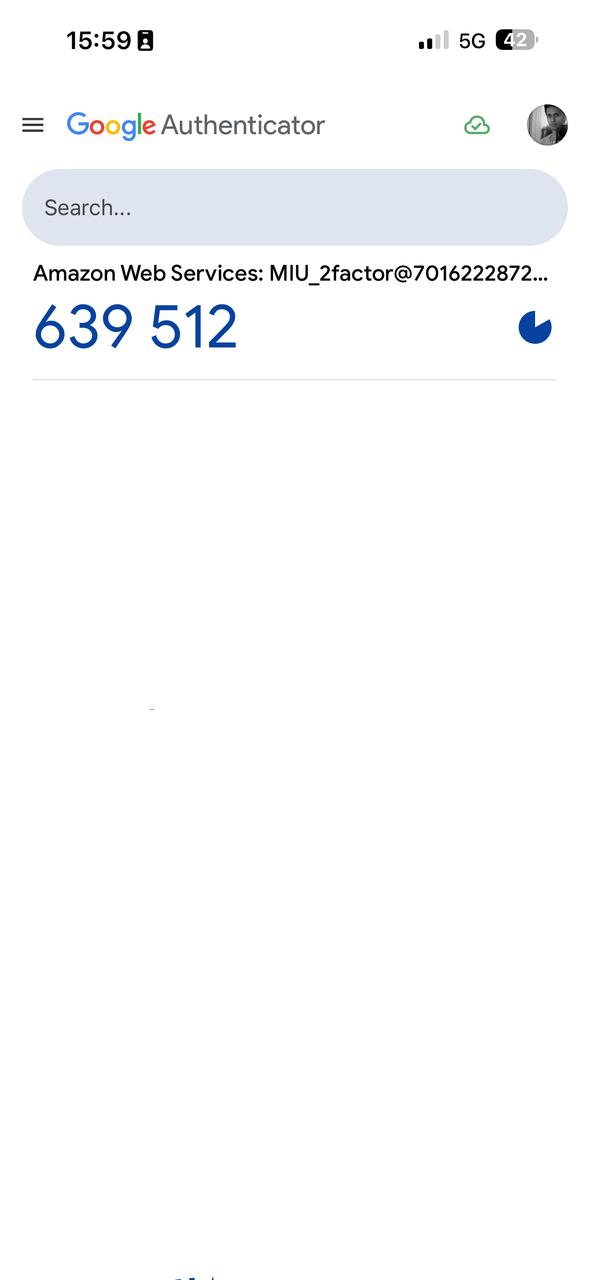 15:59
5G 42
Google Authenticator
Search...
Amazon Web Services: MIU_2factor@7016222872...
639 512